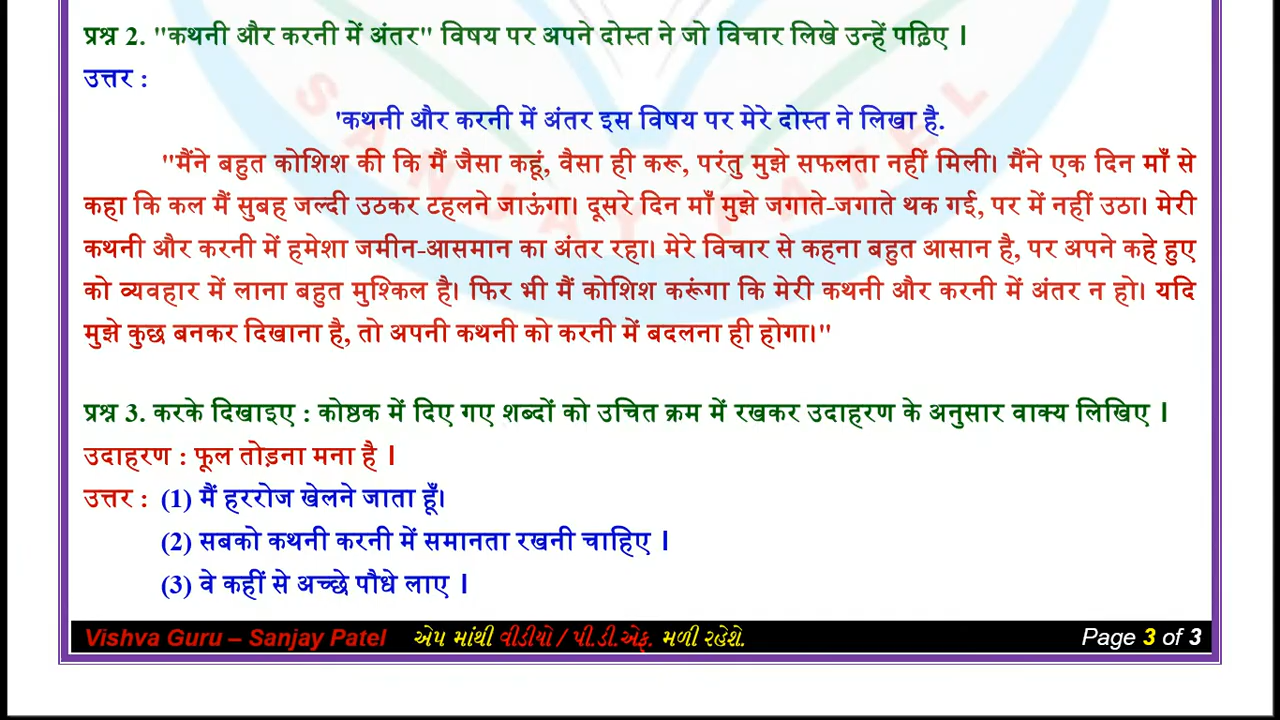 प्रश्न 2. "कथनी और करनी में अंतर" विषय पर अपने दोस्त ने जो विचार लिखे उन्हें पढ़िए ।
उत्तर :
'कथनी और करनी में अंतर इस विषय पर मेरे दोस्त ने लिखा है.
"मैंने बहुत कोशिश की कि मैं जैसा कहूं, वैसा ही करू, परंतु मुझे सफलता नहीं मिली। मैंने एक दिन माँ से
कहा कि कल मैं सुबह जल्दी उठकर टहलने जाऊंगा। दूसरे दिन माँ मुझे जगाते-जगाते थक गई, पर में नहीं उठा। मेरी
कथनी और करनी में हमेशा जमीन-आसमान का अंतर रहा। मेरे विचार से कहना बहुत आसान है, पर अपने कहे हुए
को व्यवहार में लाना बहुत मुश्किल है। फिर भी मैं कोशिश करूंगा कि मेरी कथनी और करनी में अंतर न हो। यदि
मुझे कुछ बनकर दिखाना है, तो अपनी कथनी को करनी में बदलना ही होगा।"
प्रश्न 3. करके दिखाइए : कोष्ठक में दिए गए शब्दों को उचित क्रम में रखकर उदाहरण के अनुसार वाक्य लिखिए ।
उदाहरण : फूल तोड़ना मना है ।
उत्तर : (1) मैं हररोज खेलने जाता हूँ।
(2) सबको कथनी करनी में समानता रखनी चाहिए ।
(3) वे कहीं से अच्छे पौधे लाए ।
Vishva Guru – Sanjay Patel એપ માંથી વીડીયો / પી.ડી.એફ. મળી રહેશે. Page 3 of 3
SANJAY PATEL